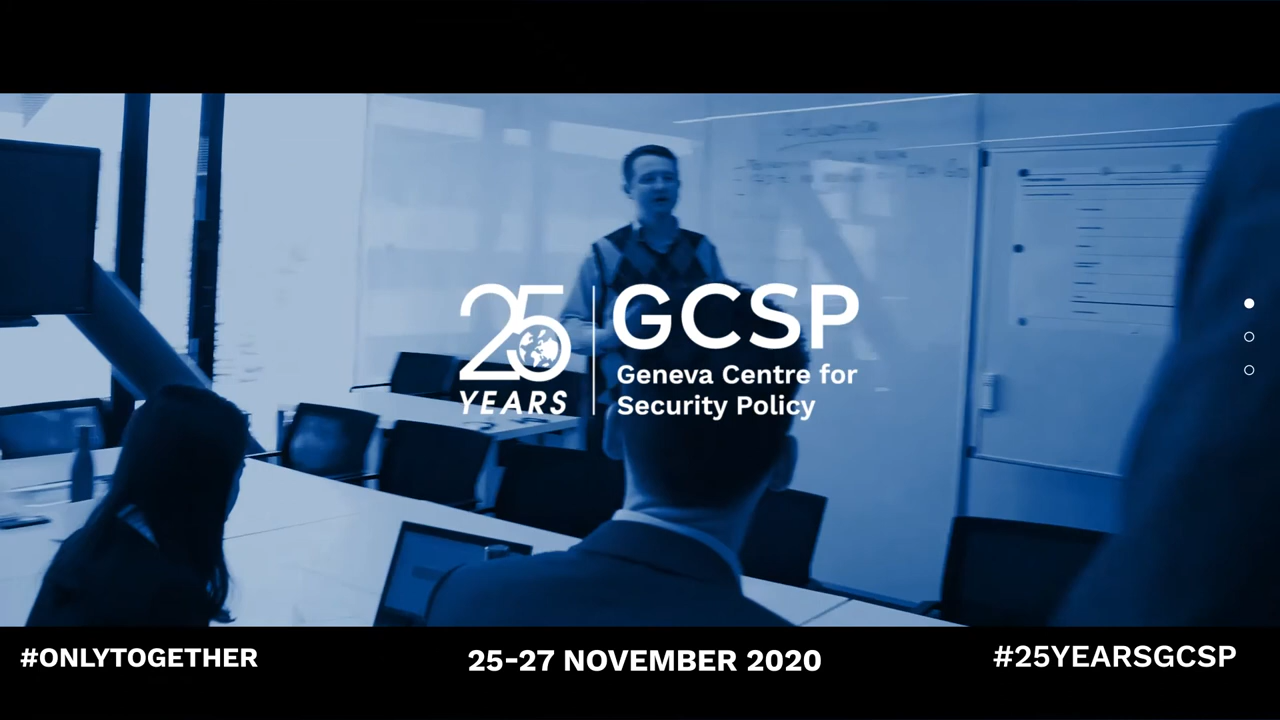 25
YEARS
GCSP
Geneva Centre for
Security Policy
#ONLYTOGETHER
25-27 NOVEMBER 2020
#25YEARSGCSP